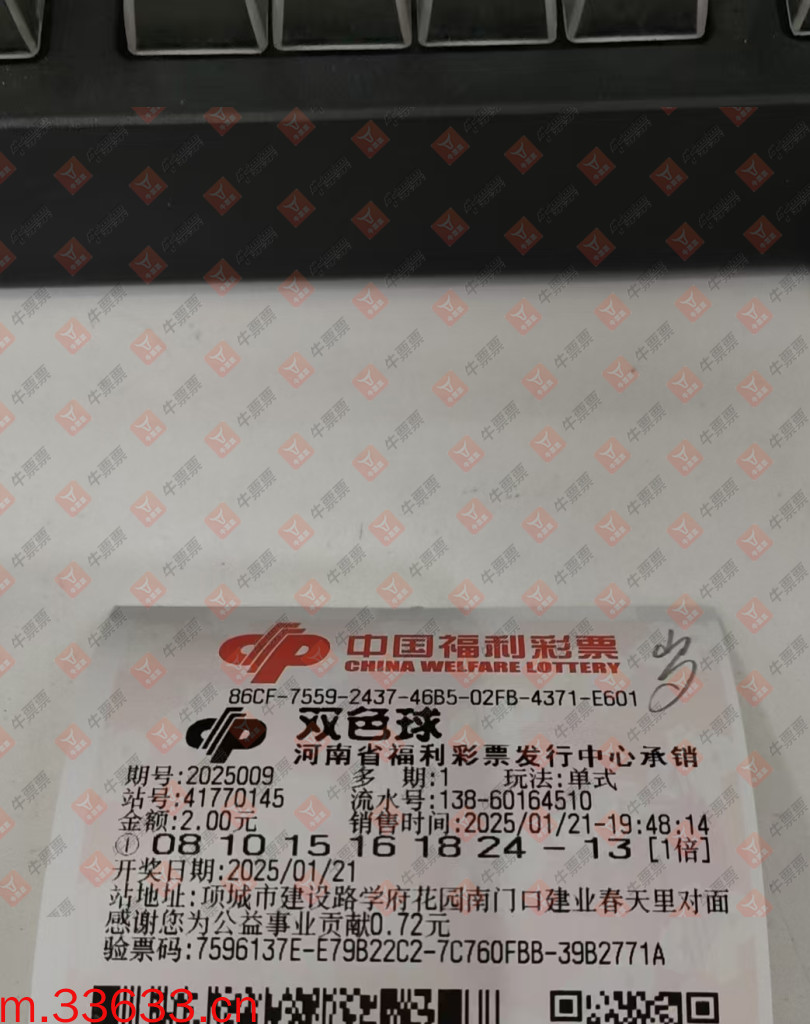 中国福利彩票
CHINA WELFARE LOTTERY
86CF-7559-2437-46B5-02FB-4371-E601
双色球
河南省福利彩票发行中心承销
期号:2025009 多 期:1 玩法:单式
站号:41770145 流水号:138-60164510
金额:2.00元 销售时间:2025/01/21-19:48:14
① 08 10 15 16 18 24 - 13 [1倍]
开奖日期:2025/01/21
站地址:项城市建设路学府花园南门口建业春天里对面
感谢您为公益事业贡献0.72元
验票码:7596137E-E79B22C2-7C760FBB-39B2771A
m.33633.cn
牛票票